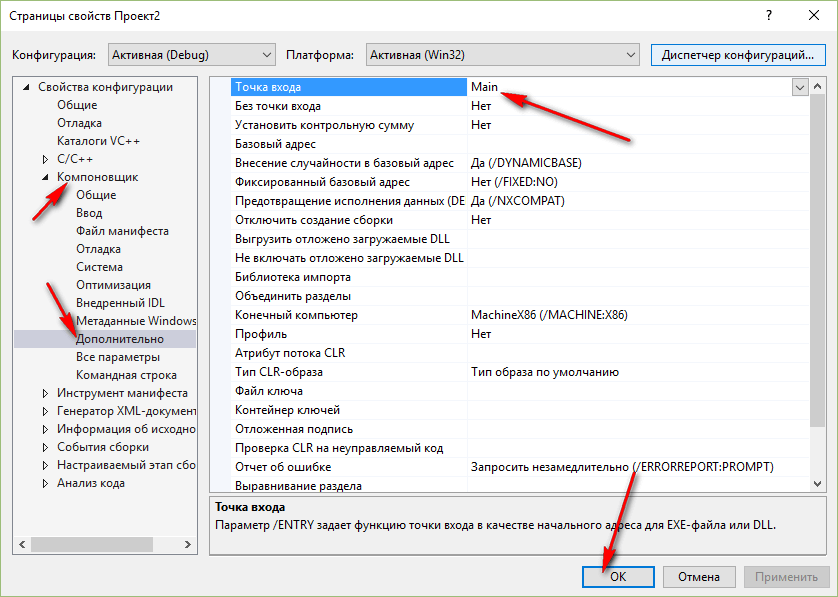 Страницы свойств Проект2
?
Конфигурация: Активная (Debug) Платформа: Активная (Win32) Диспетчер конфигураций...
Свойства конфигурации
Общие
Отладка
Каталоги VC++
C/C++
Компоновщик
Общие
Ввод
Файл манифеста
Отладка
Система
Оптимизация
Внедренный IDL
Метаданные Windows
Дополнительно
Все параметры
Командная строка
Инструмент манифеста
Генератор XML-документ
Информация об исходно
События сборки
Настраиваемый этап сбо
Анализ кода
Точка входа Main
Без точки входа Нет
Установить контрольную сумму Нет
Базовый адрес
Внесение случайности в базовый адрес Да (/DYNAMICBASE)
Фиксированный базовый адрес Нет (/FIXED:NO)
Предотвращение исполнения данных (DE Да (/NXCOMPAT)
Отключить создание сборки Нет
Выгрузить отложено загружаемые DLL
Не включать отложено загружаемые DLL
Библиотека импорта
Объединить разделы
Конечный компьютер MachineX86 (/MACHINE:X86)
Профиль Нет
Атрибут потока CLR
Тип CLR-образа Тип образа по умолчанию
Файл ключа
Контейнер ключей
Отложенная подпись
Проверка CLR на неуправляемый код
Отчет об ошибке Запросить незамедлительно (/ERRORREPORT:PROMPT)
Выравнивание раздела
Точка входа
Параметр /ENTRY задает функцию точки входа в качестве начального адреса для EXE-файла или DLL.
ОК Отмена Применить